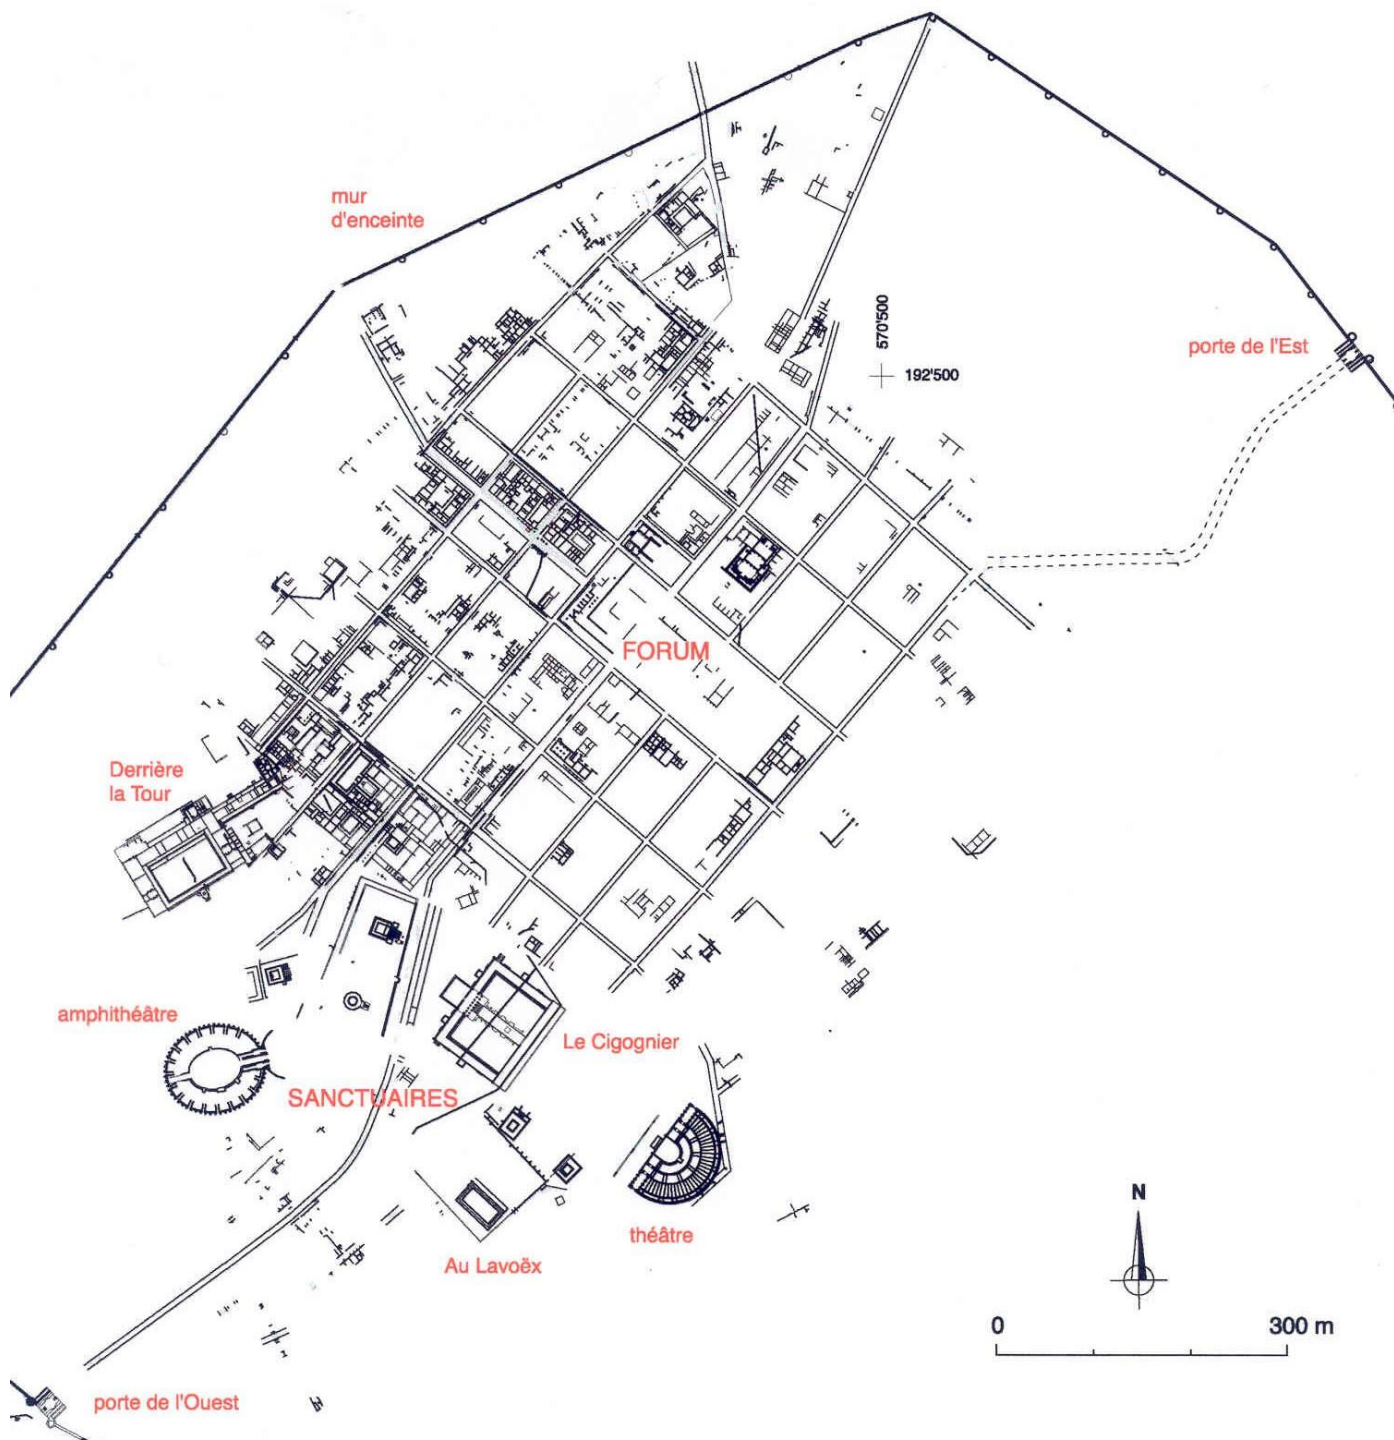 mur
d'enceinte
570'500
192'500
porte de l'Est
FORUM
Derrière
la Tour
amphithéâtre
Le Cigognier
SANCTUAIRES
théâtre
Au Lavoëx
N
0 300 m
porte de l'Ouest